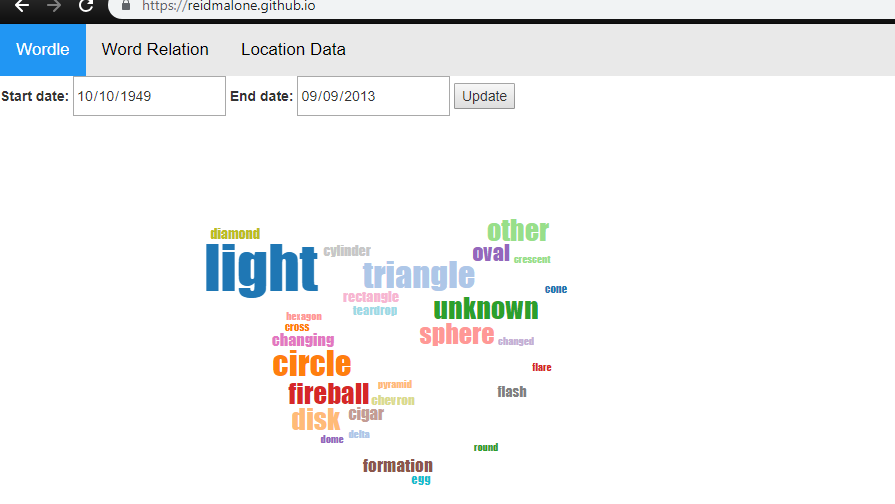 https://reidmalone.github.io
Wordle Word Relation Location Data
Start date: 10/10/1949 End date: 09/09/2013 Update
other
diamond
oval
light
cylinder
crescent
triangle
cone
rectangle
unknown
teardrop
hexagon
cross
sphere
changing
changed
circle
flare
pyramid
fireball
flash
chevron
disk
cigar
dome
delta
round
formation
egg